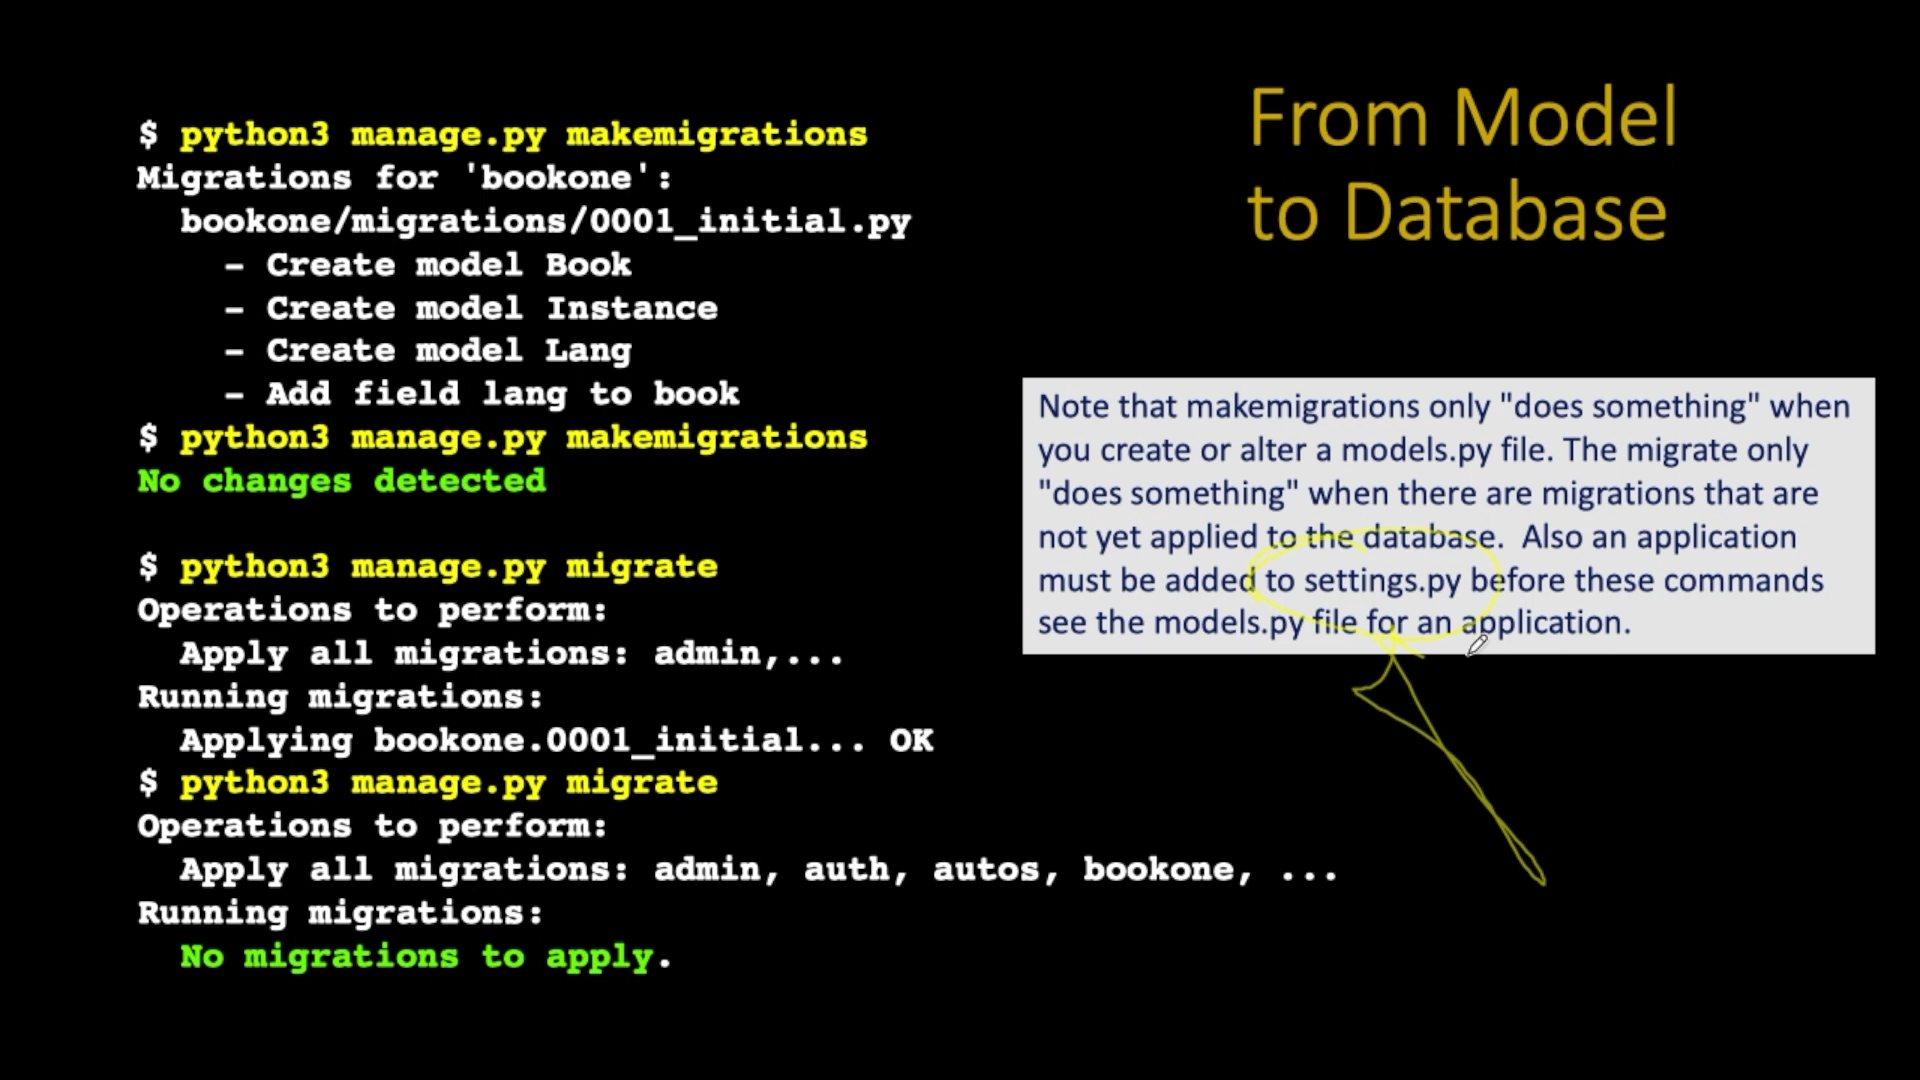 From Model
to Database
$ python3 manage.py makemigrations
Migrations for 'bookone':
bookone/migrations/0001_initial.py
- Create model Book
- Create model Instance
- Create model Lang
- Add field lang to book
$ python3 manage.py makemigrations
No changes detected
$ python3 manage.py migrate
Operations to perform:
Apply all migrations: admin,...
Running migrations:
Applying bookone.0001_initial... OK
$ python3 manage.py migrate
Operations to perform:
Apply all migrations: admin, auth, autos, bookone, ...
Running migrations:
No migrations to apply.
Note that makemigrations only "does something" when
you create or alter a models.py file. The migrate only
"does something" when there are migrations that are
not yet applied to the database. Also an application
must be added to settings.py before these commands
see the models.py file for an application.